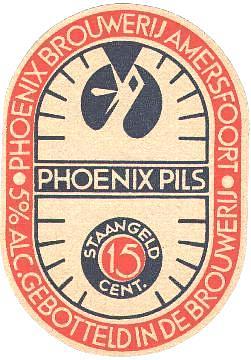 • PHOENIX BROUWERIJ AMERSFOORT •
PHOENIX PILS
STAANGELD
15
CENT.
5% ALC. GEBOTTELD IN DE BROUWERIJ